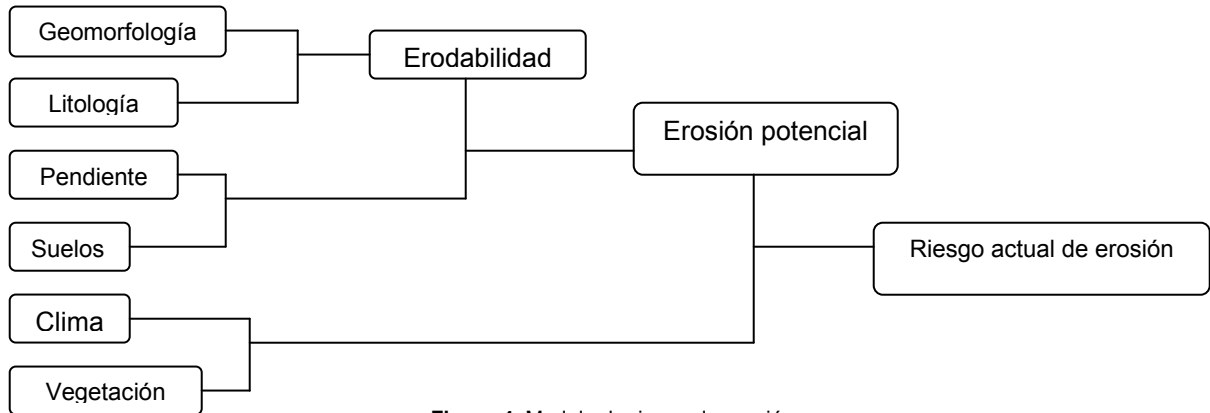 Geomorfología
Litología
Erodabilidad
Pendiente
Suelos
Erosión potencial
Clima
Vegetación
Riesgo actual de erosión